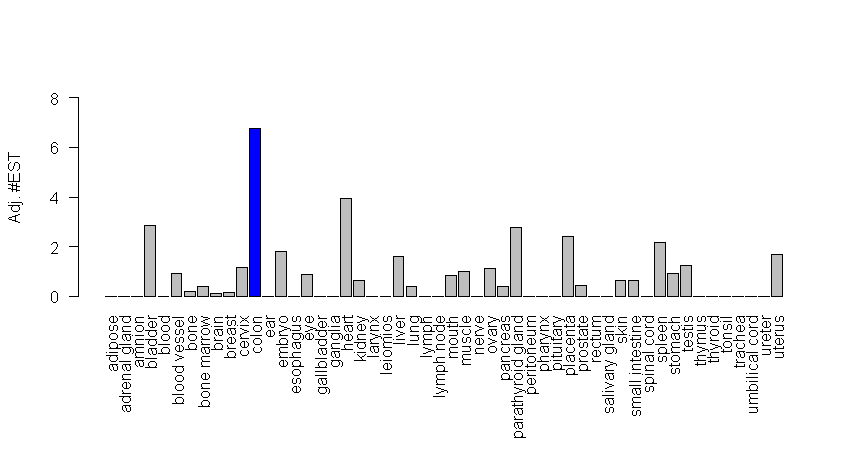 8
6
4
2
0
Adj. #EST
adipose
adrenal gland
amnion
bladder
blood
blood vessel
bone
bone marrow
brain
breast
cervix
colon
ear
embryo
esophagus
eye
gallbladder
ganglia
heart
kidney
larynx
leiomios
liver
lung
lymph
lymph node
mouth
muscle
nerve
ovary
pancreas
parathyroid gland
peritoneum
pharynx
pituitary
placenta
prostate
rectum
salivary gland
skin
small intestine
spinal cord
spleen
stomach
testis
thymus
thyroid
tonsil
trachea
umbilical cord
ureter
uterus